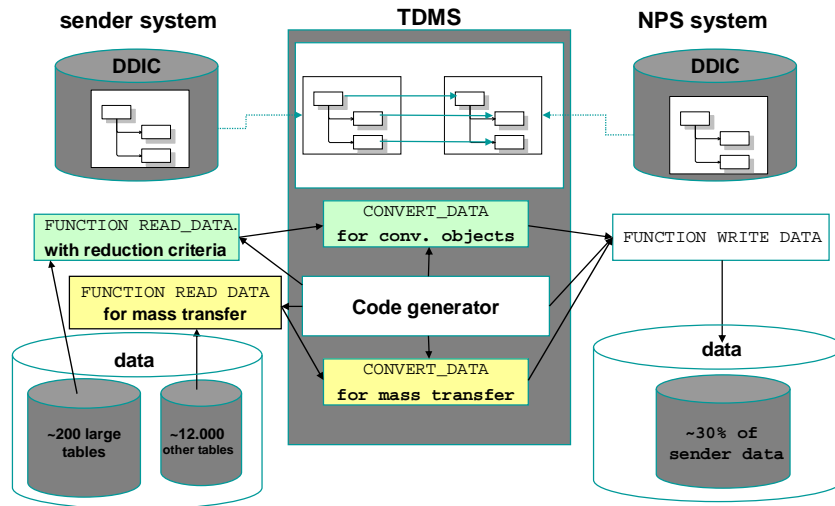 sender system
TDMS
NPS system
DDIC
DDIC
FUNCTION READ_DATA.
with reduction criteria
CONVERT_DATA
for conv. objects
FUNCTION WRITE DATA
FUNCTION READ DATA
for mass transfer
Code generator
data
CONVERT_DATA
for mass transfer
data
~200 large
tables
~12.000
other tables
~30% of
sender data